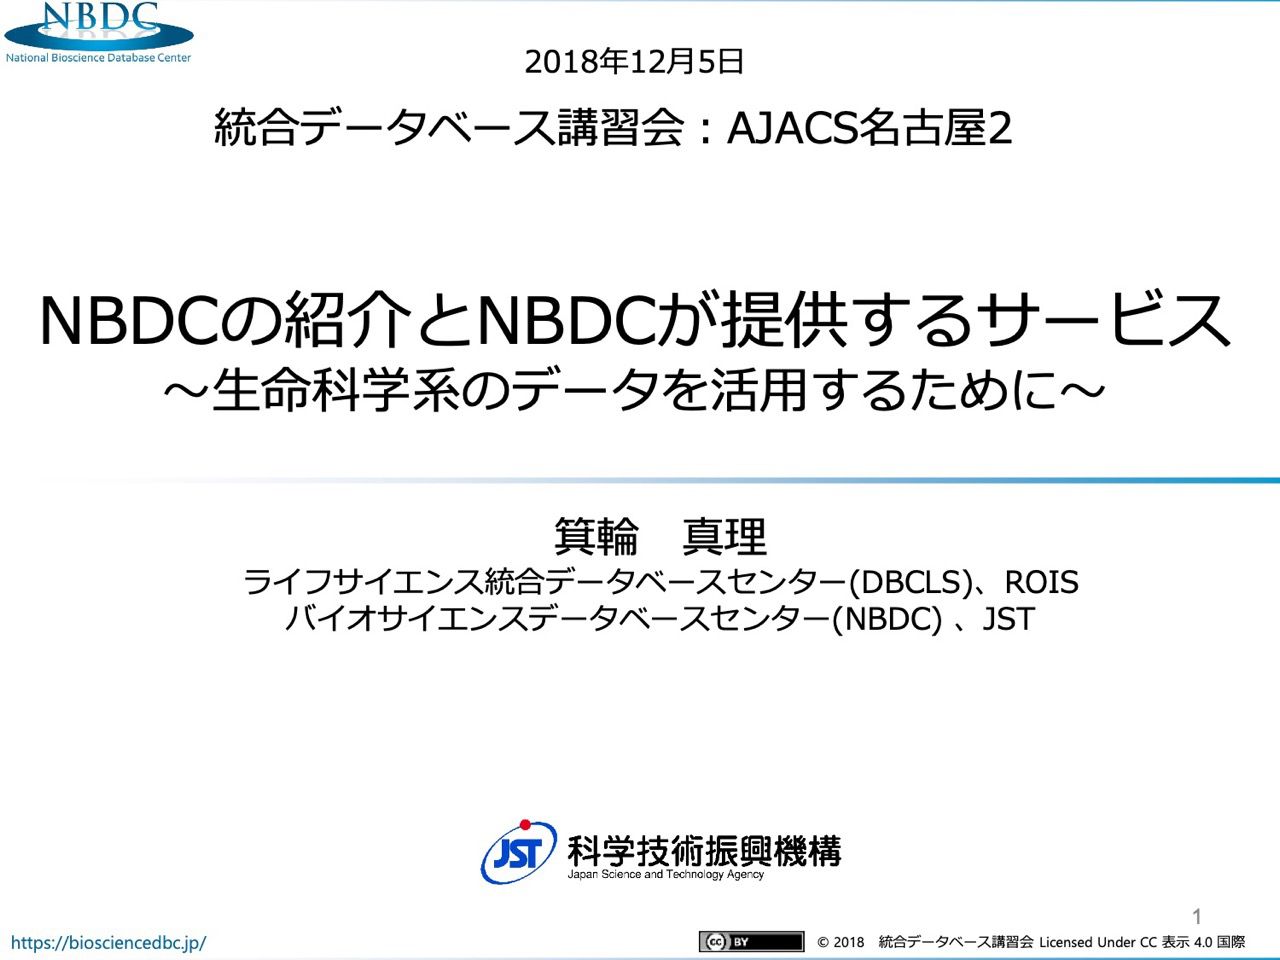 NBDC
National Bioscience Database Center
2018年12月5日
統合データベース講習会：AJACS名古屋2
NBDCの紹介とNBDCが提供するサービス
～生命科学系のデータを活用するために～
箕輪　真理
ライフサイエンス統合データベースセンター(DBCLS)、ROIS
バイオサイエンスデータベースセンター(NBDC) 、JST
JST 科学技術振興機構
Japan Science and Technology Agency
1
https://biosciencedbc.jp/
cc BY © 2018　統合データベース講習会 Licensed Under CC 表示 4.0 国際